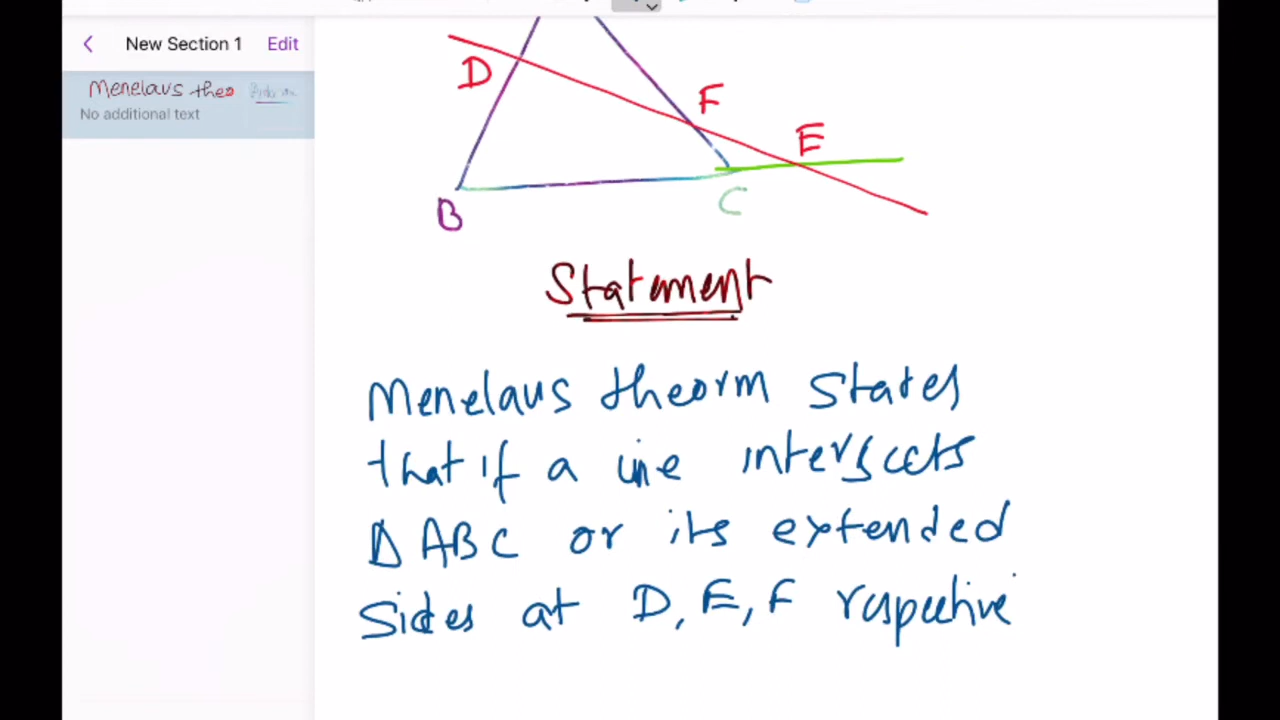 New Section 1 Edit
Menelaus theo
No additional text
D
F
E
B
C
Statement
Menelaus theorm states
that if a line intersects
Δ ABC or its extended
sides at D, E, F respective